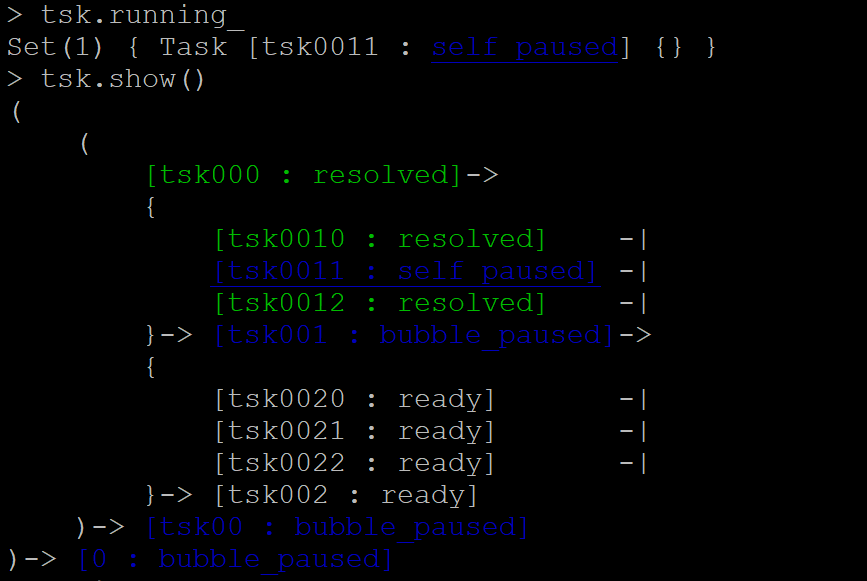 > tsk.running_
Set(1) { Task [tsk0011 : self_paused] {} }
> tsk.show()
(
    (
        [tsk000 : resolved]->
        {
            [tsk0010 : resolved]    -|
            [tsk0011 : self_paused] -|
            [tsk0012 : resolved]    -|
        }-> [tsk001 : bubble_paused]->
        {
            [tsk0020 : ready]       -|
            [tsk0021 : ready]       -|
            [tsk0022 : ready]       -|
        }-> [tsk002 : ready]
    )-> [tsk00 : bubble_paused]
)-> [0 : bubble_paused]